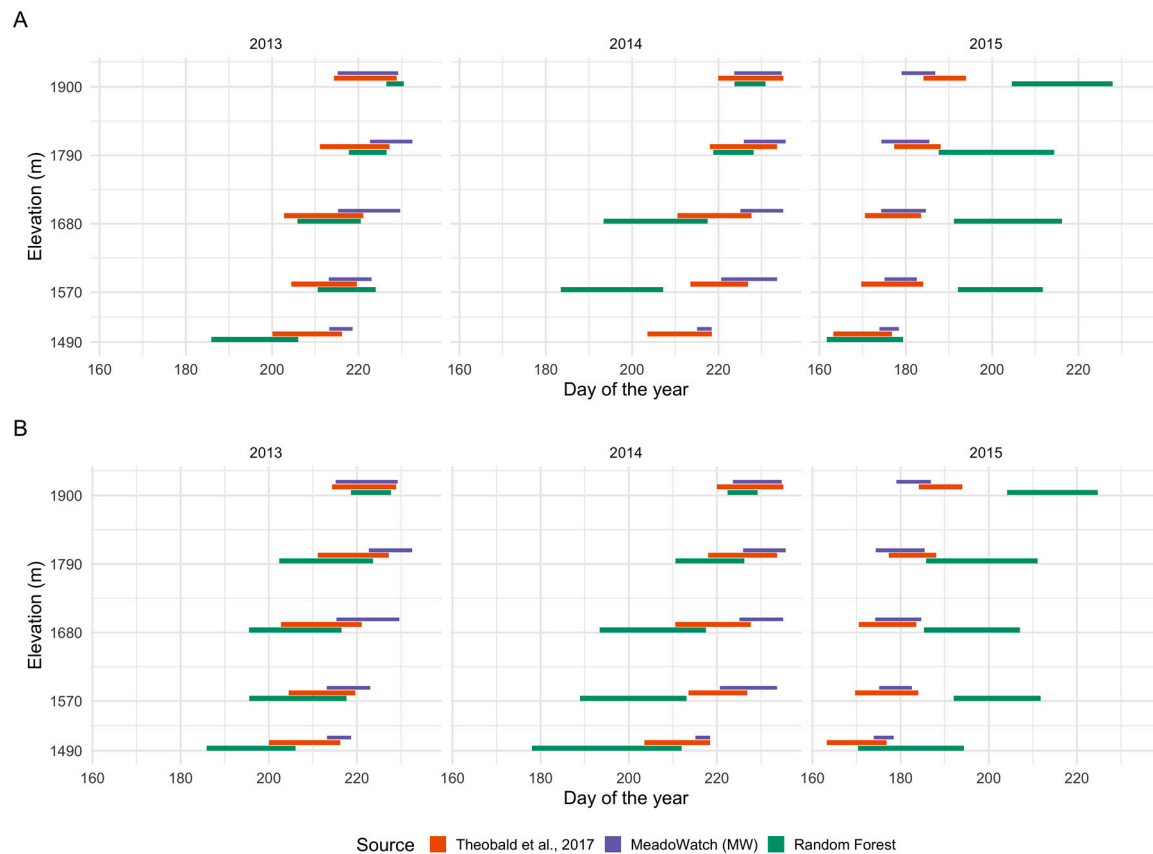 A
2013 2014 2015
Elevation (m)
1900
1790
1680
1570
1490
160 180 200 220 160 180 200 220 160 180 200 220
Day of the year
B
2013 2014 2015
Elevation (m)
1900
1790
1680
1570
1490
160 180 200 220 160 180 200 220 160 180 200 220
Day of the year
Source Theobald et al., 2017 MeadoWatch (MW) Random Forest